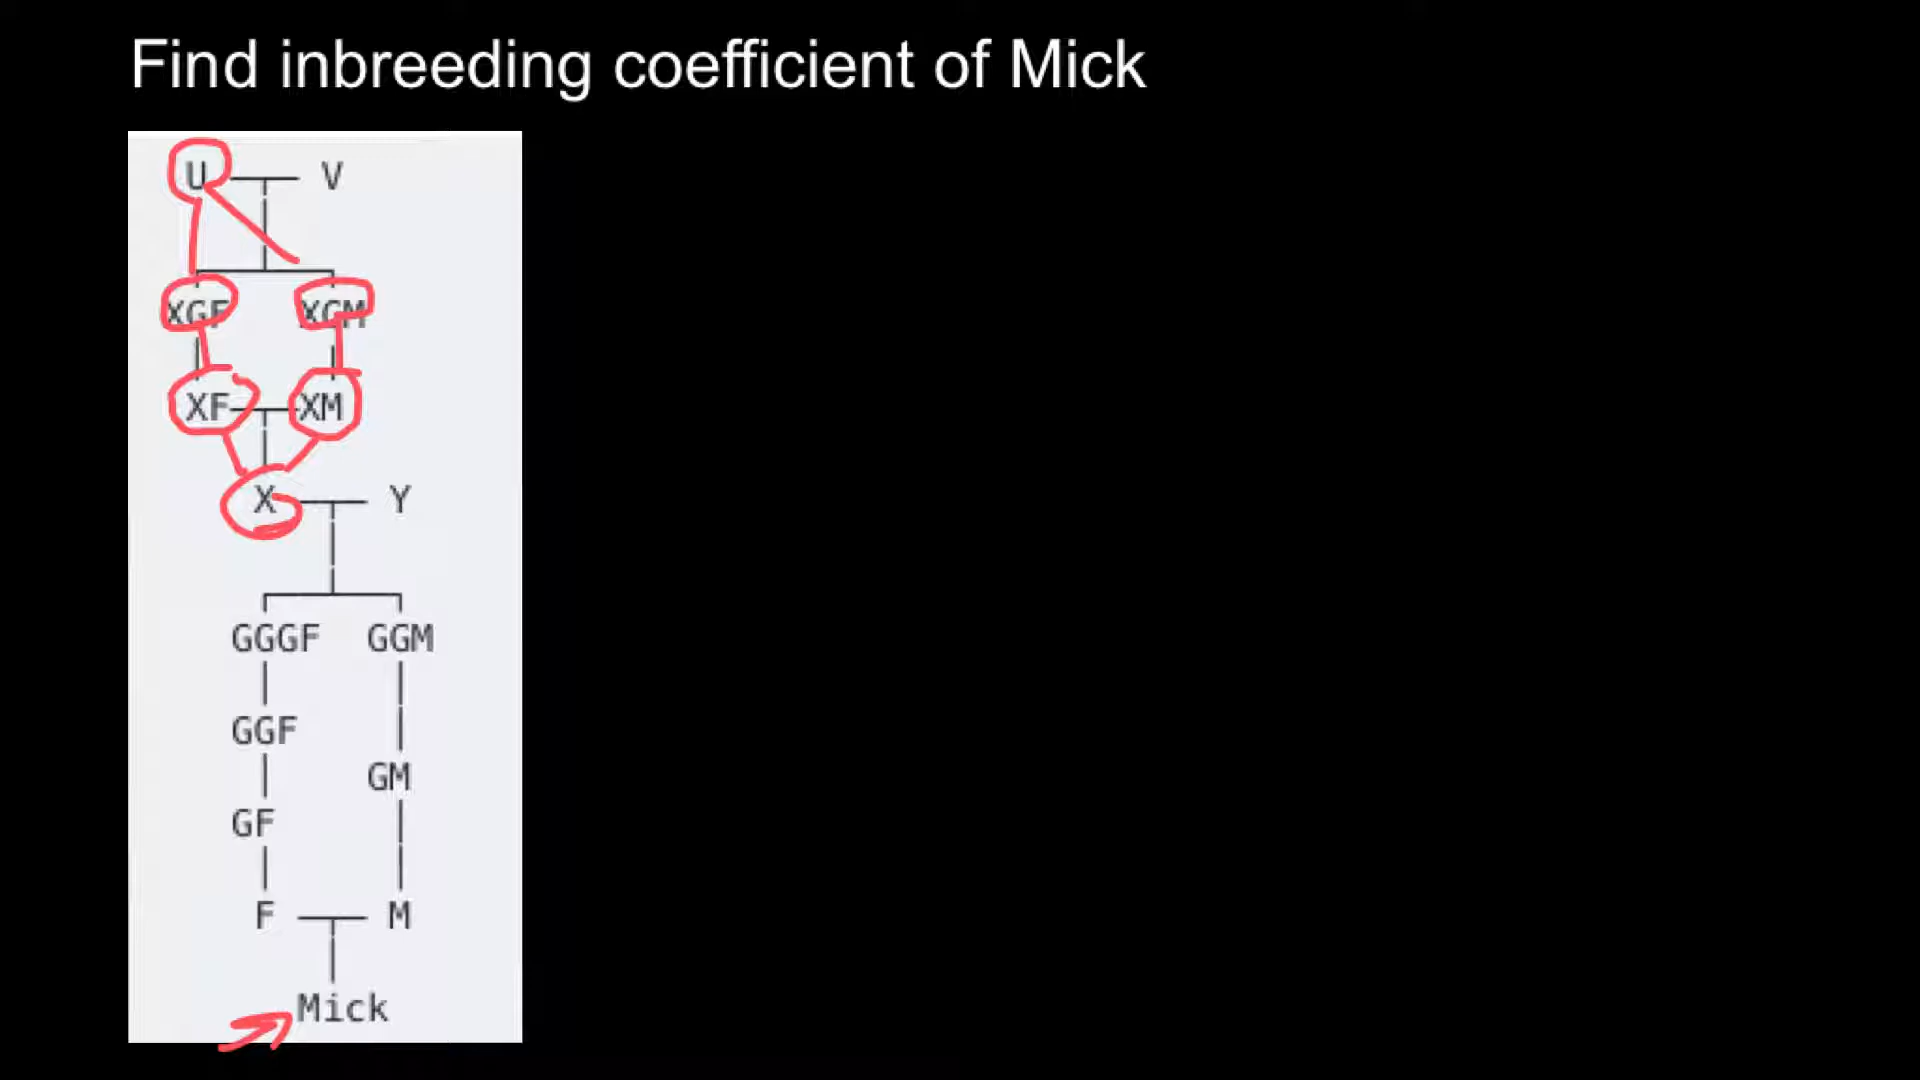 Find inbreeding coefficient of Mick
U V
XGF XGM
XF XM
X Y
GGGF GGM
GGF
GM
GF
F M
Mick